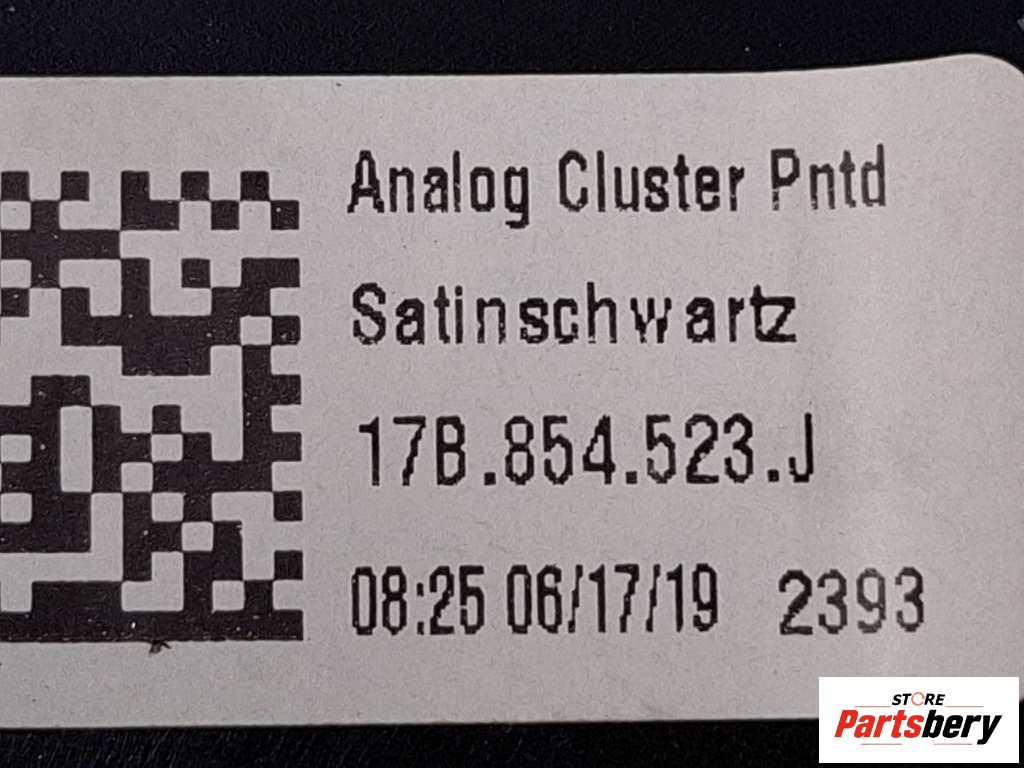 Analog Cluster Pntd
Satinschwartz
17B.854.523.J
08:25 06/17/19 2393
STORE
Partsbery